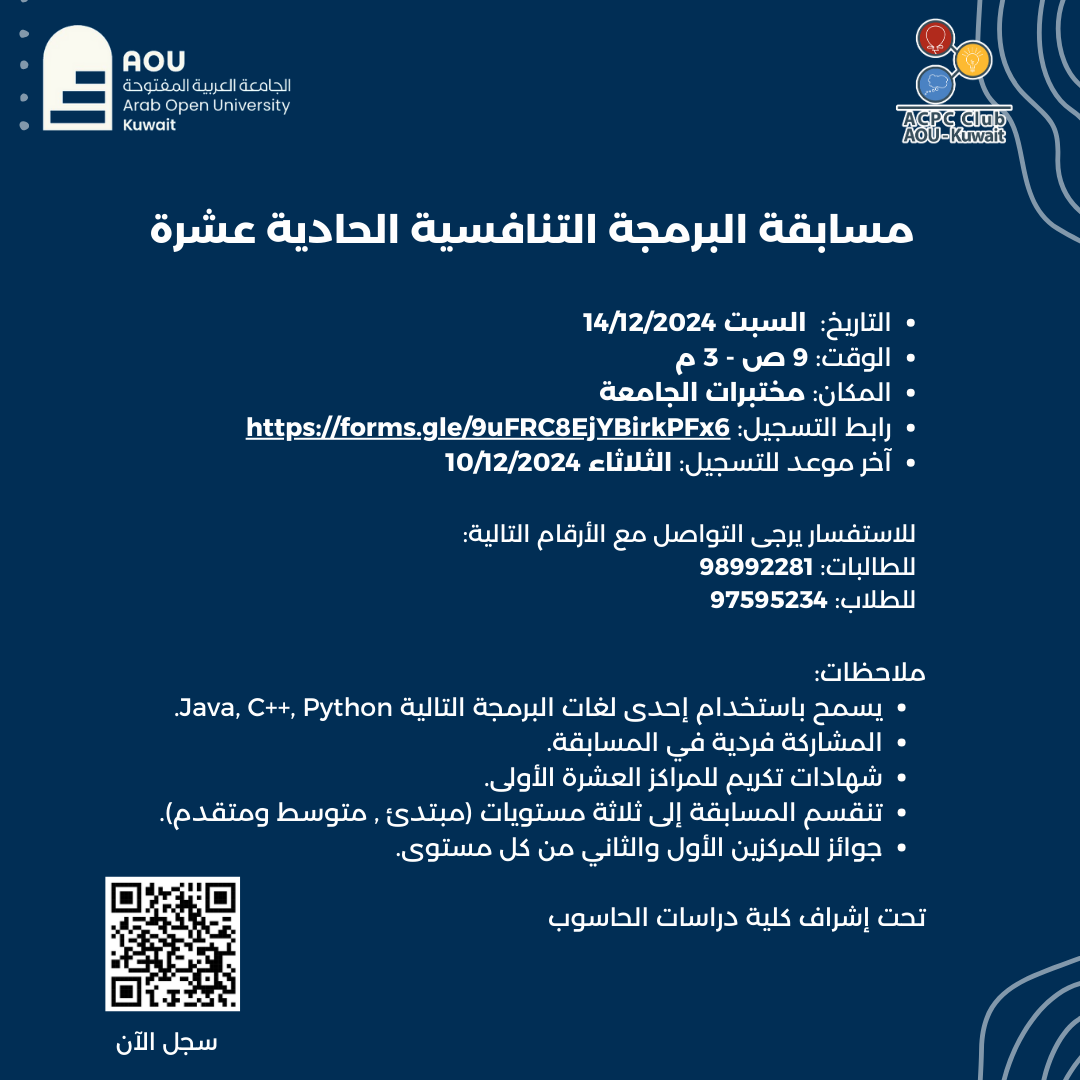 AOU
الجامعة العربية المفتوحة
Arab Open University
Kuwait
ACPC Club
AOU-Kuwait
مسابقة البرمجة التنافسية الحادية عشرة
• التاريخ: السبت 14/12/2024
• الوقت: 9 ص - 3 م
• المكان: مختبرات الجامعة
• رابط التسجيل: https://forms.gle/9uFRC8EjYBirkPFx6
• آخر موعد للتسجيل: الثلاثاء 10/12/2024
للاستفسار يرجى التواصل مع الأرقام التالية:
للطالبات: 98992281
للطلاب: 97595234
ملاحظات:
• يسمح باستخدام إحدى لغات البرمجة التالية Java, C++, Python.
• المشاركة فردية في المسابقة.
• شهادات تكريم للمراكز العشرة الأولى.
• تنقسم المسابقة إلى ثلاثة مستويات (مبتدئ , متوسط ومتقدم).
• جوائز للمركزين الأول والثاني من كل مستوى.
تحت إشراف كلية دراسات الحاسوب
سجل الآن